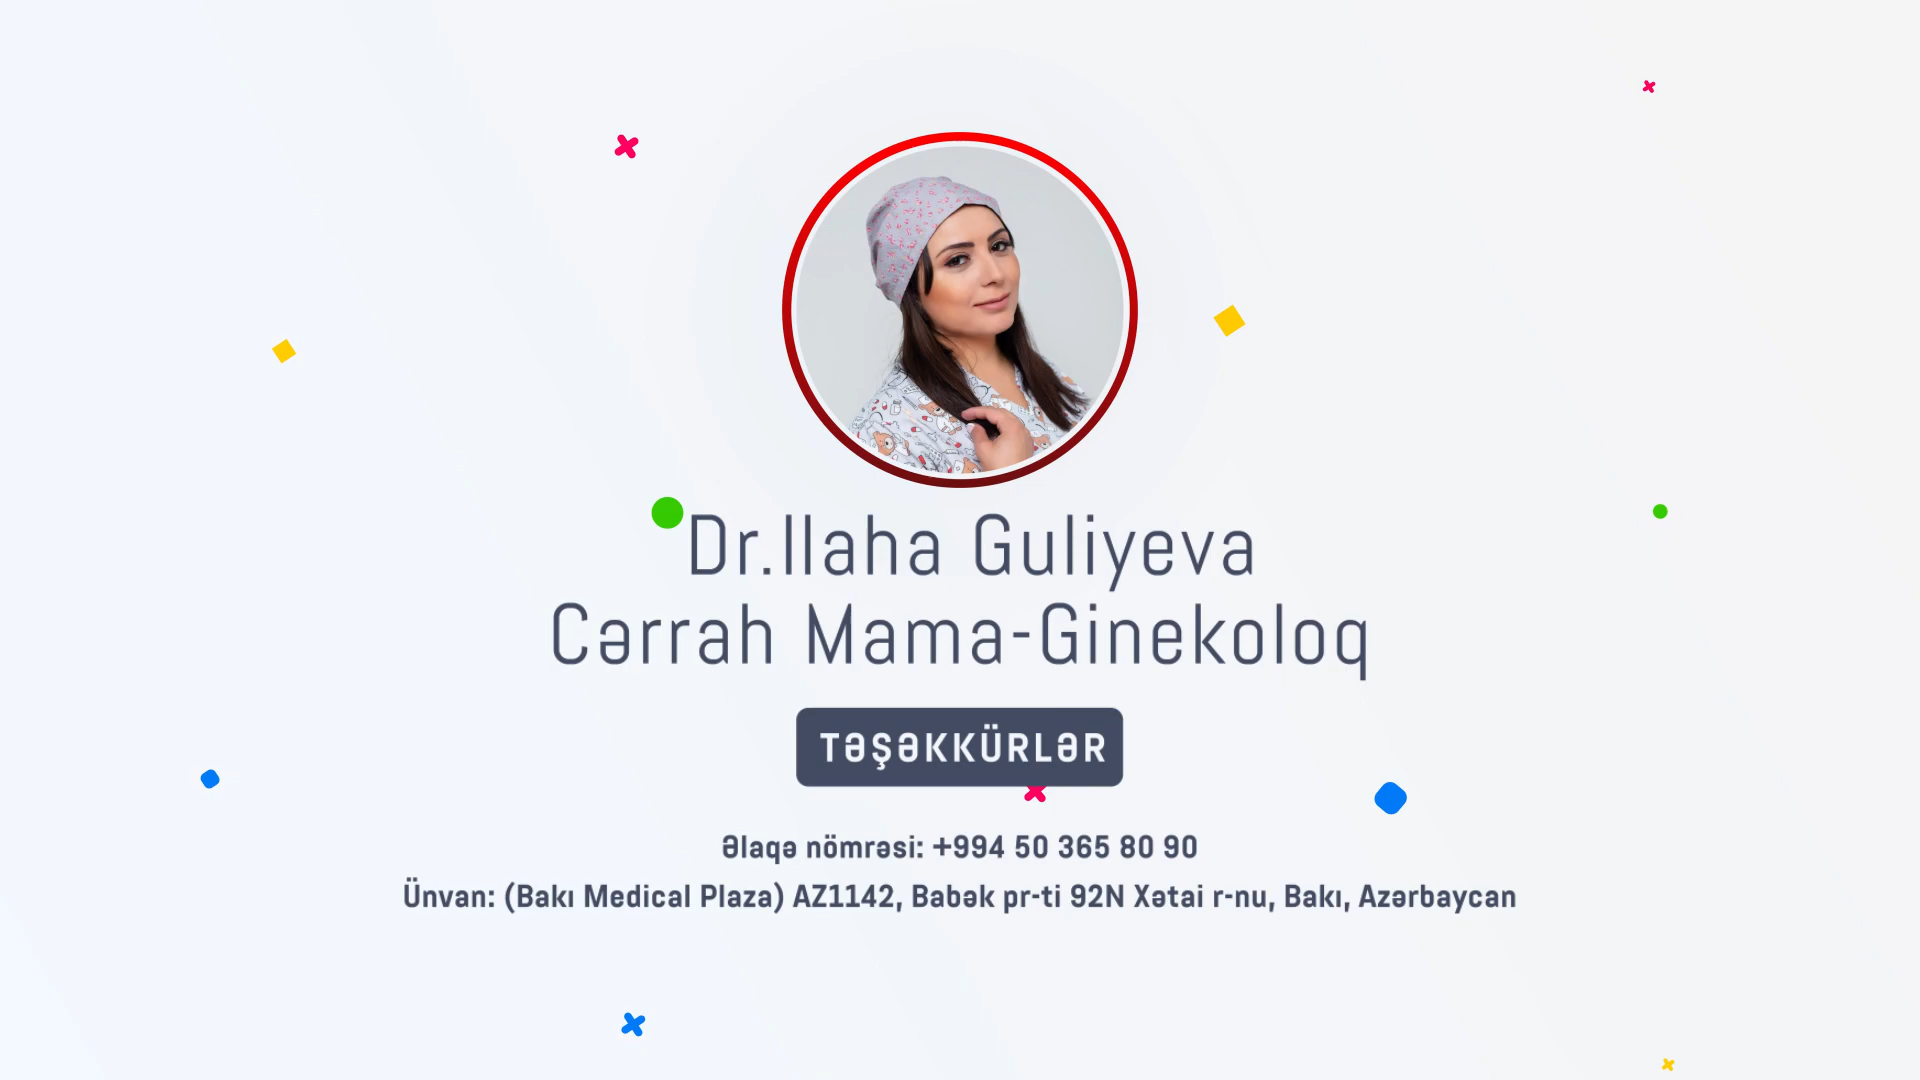 Dr.Ilaha Guliyeva
Cərrah Mama-Ginekoloq
TƏŞƏKKÜRLƏR
Əlaqə nömrəsi: +994 50 365 80 90
Ünvan: (Bakı Medical Plaza) AZ1142, Babək pr-ti 92N Xətai r-nu, Bakı, Azərbaycan